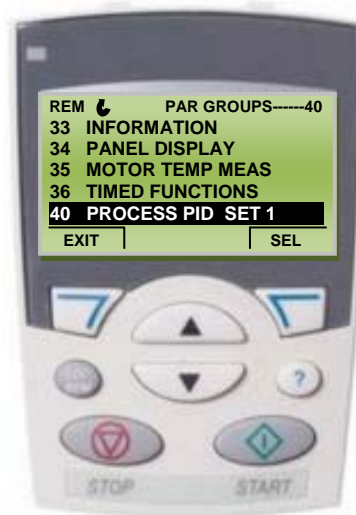 REM PAR GROUPS------40
33 INFORMATION
34 PANEL DISPLAY
35 MOTOR TEMP MEAS
36 TIMED FUNCTIONS
40 PROCESS PID SET 1
EXIT SEL
?
STOP START